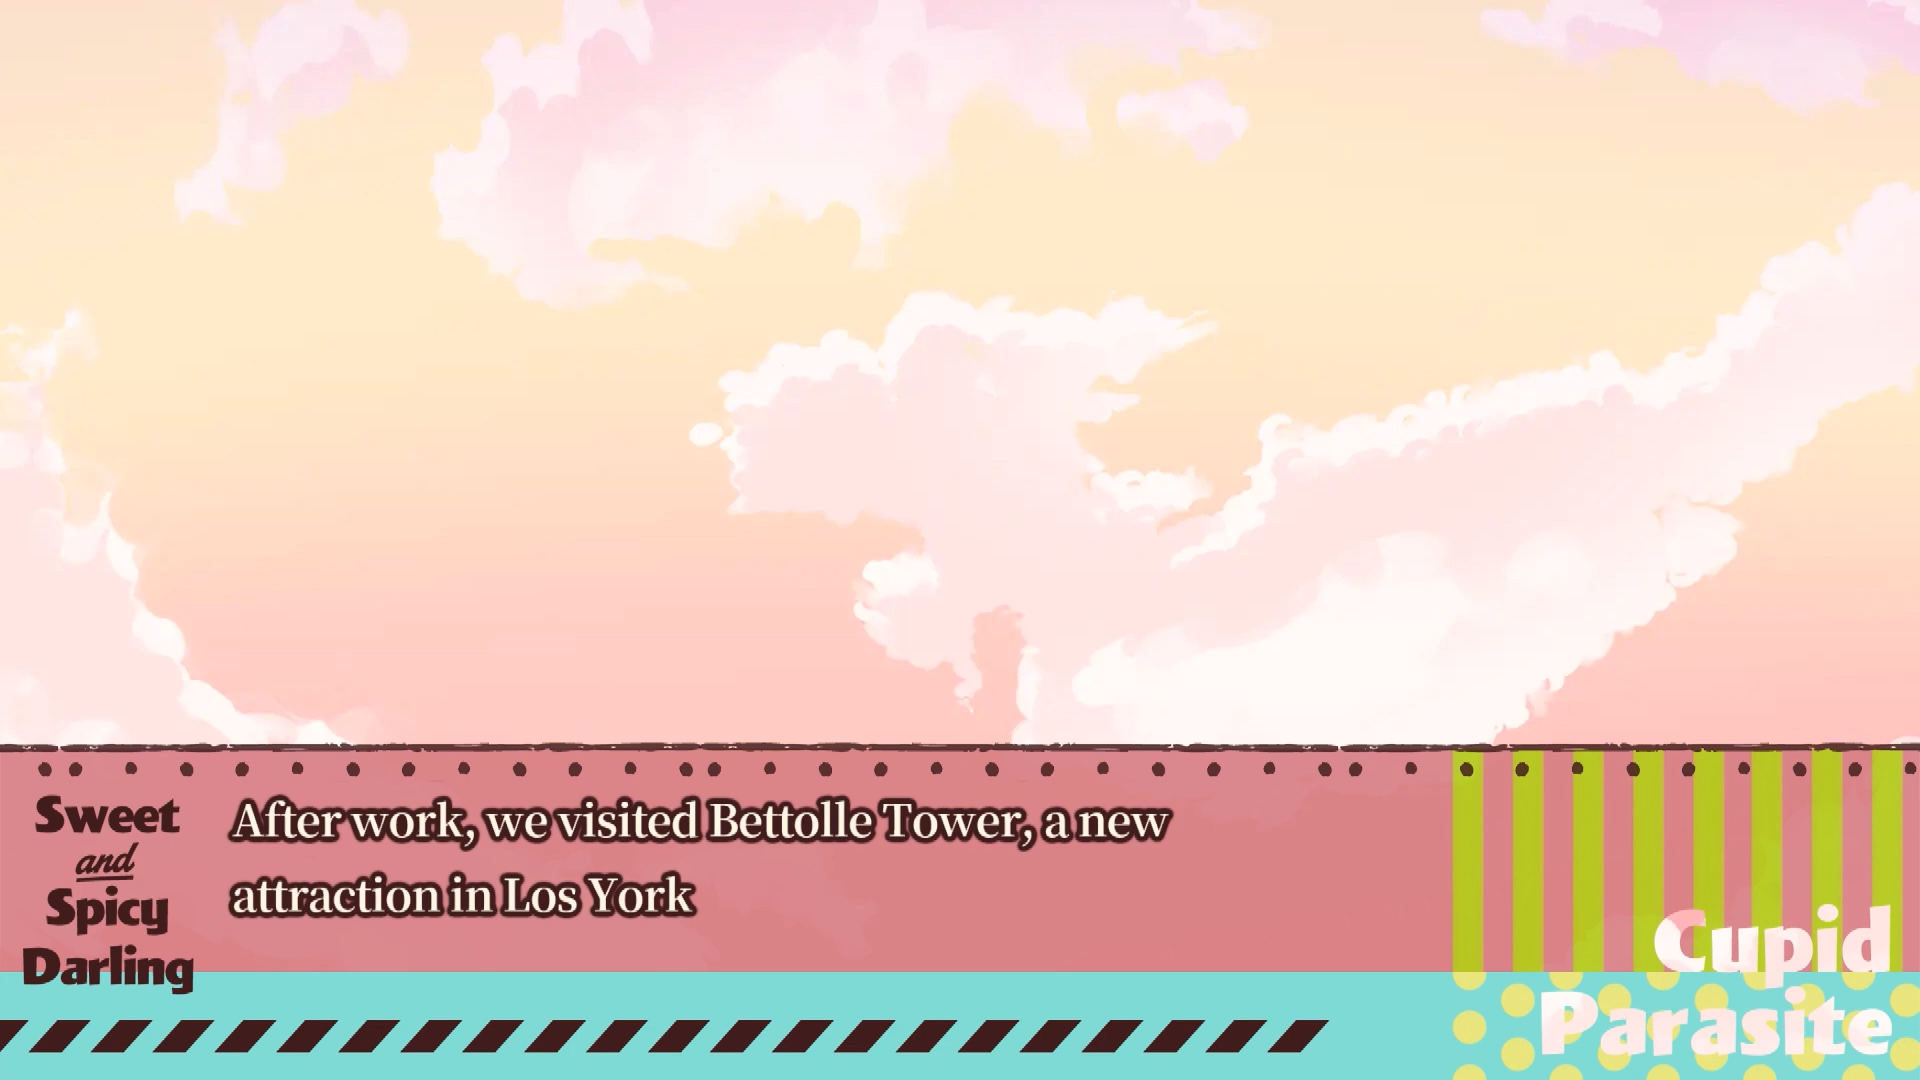 Sweet
and
Spicy
Darling
After work, we visited Bettolle Tower, a new
attraction in Los York
Cupid
Parasite